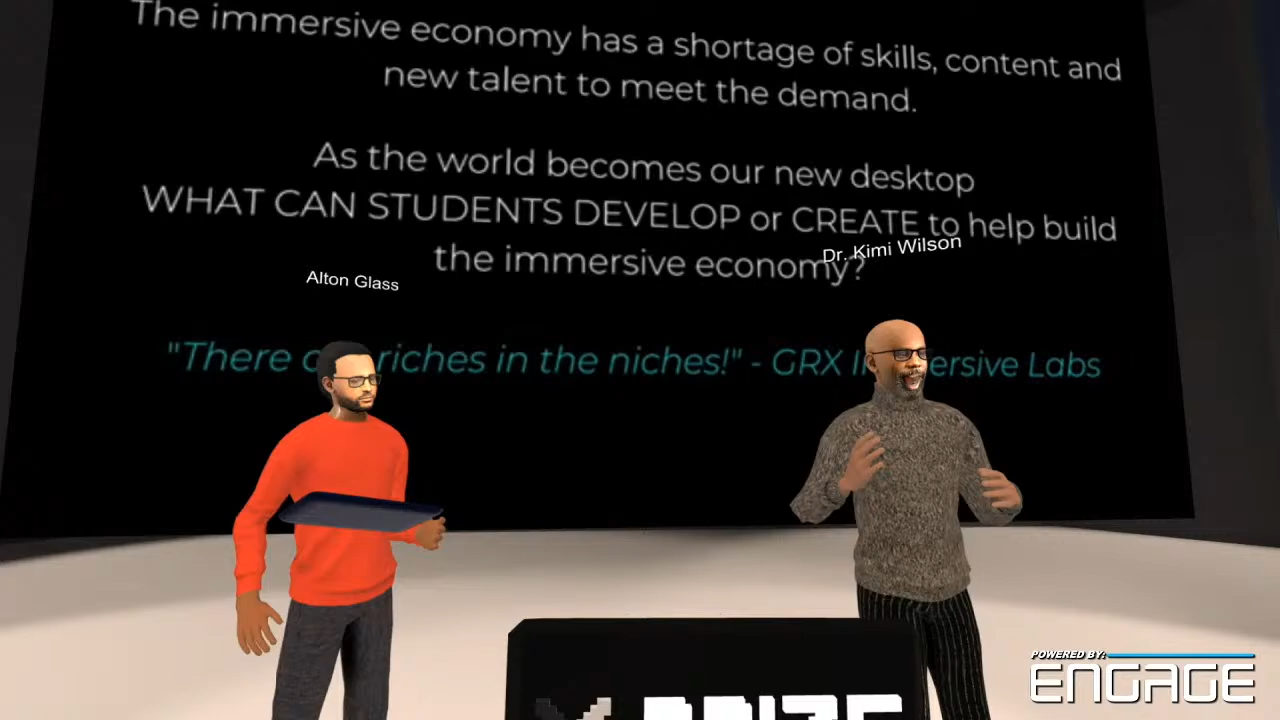 The immersive economy has a shortage of skills, content and
new talent to meet the demand.
As the world becomes our new desktop
WHAT CAN STUDENTS DEVELOP or CREATE to help build
the immersive economy?
Dr. Kimi Wilson
Alton Glass
"There riches in the niches!" - GRX Labs
POWERED BY:
ENGAGE